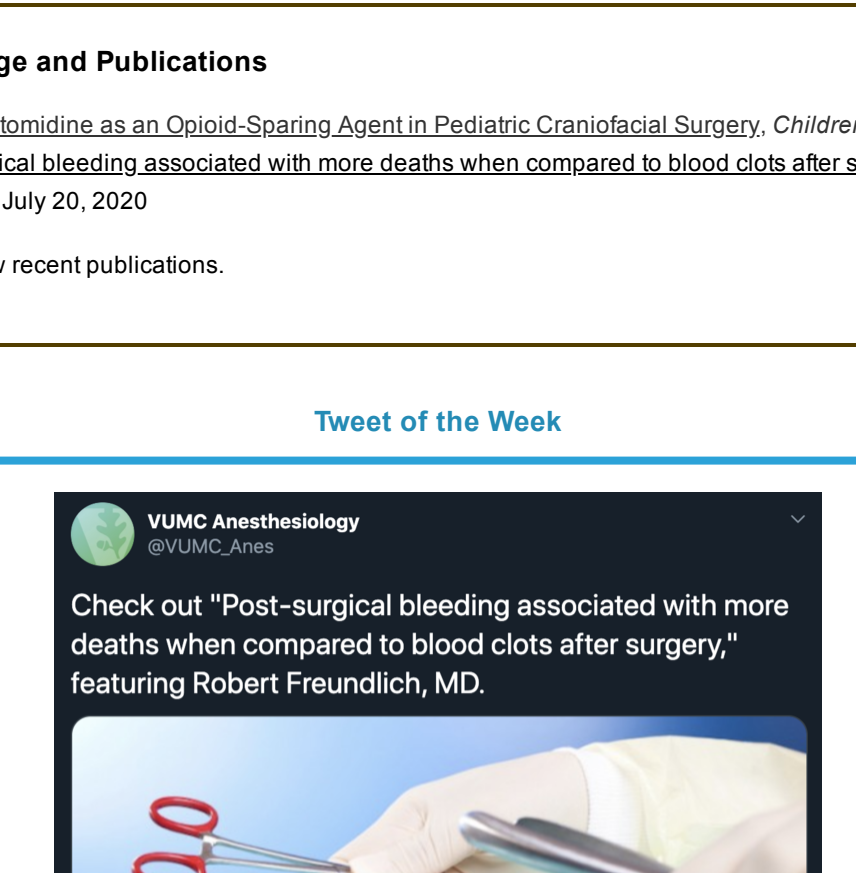 ge and Publications
tomidine as an Opioid-Sparing Agent in Pediatric Craniofacial Surgery, Children
ical bleeding associated with more deaths when compared to blood clots after s
July 20, 2020
w recent publications.
Tweet of the Week
VUMC Anesthesiology
@VUMC_Anes
Check out "Post-surgical bleeding associated with more
deaths when compared to blood clots after surgery,"
featuring Robert Freundlich, MD.